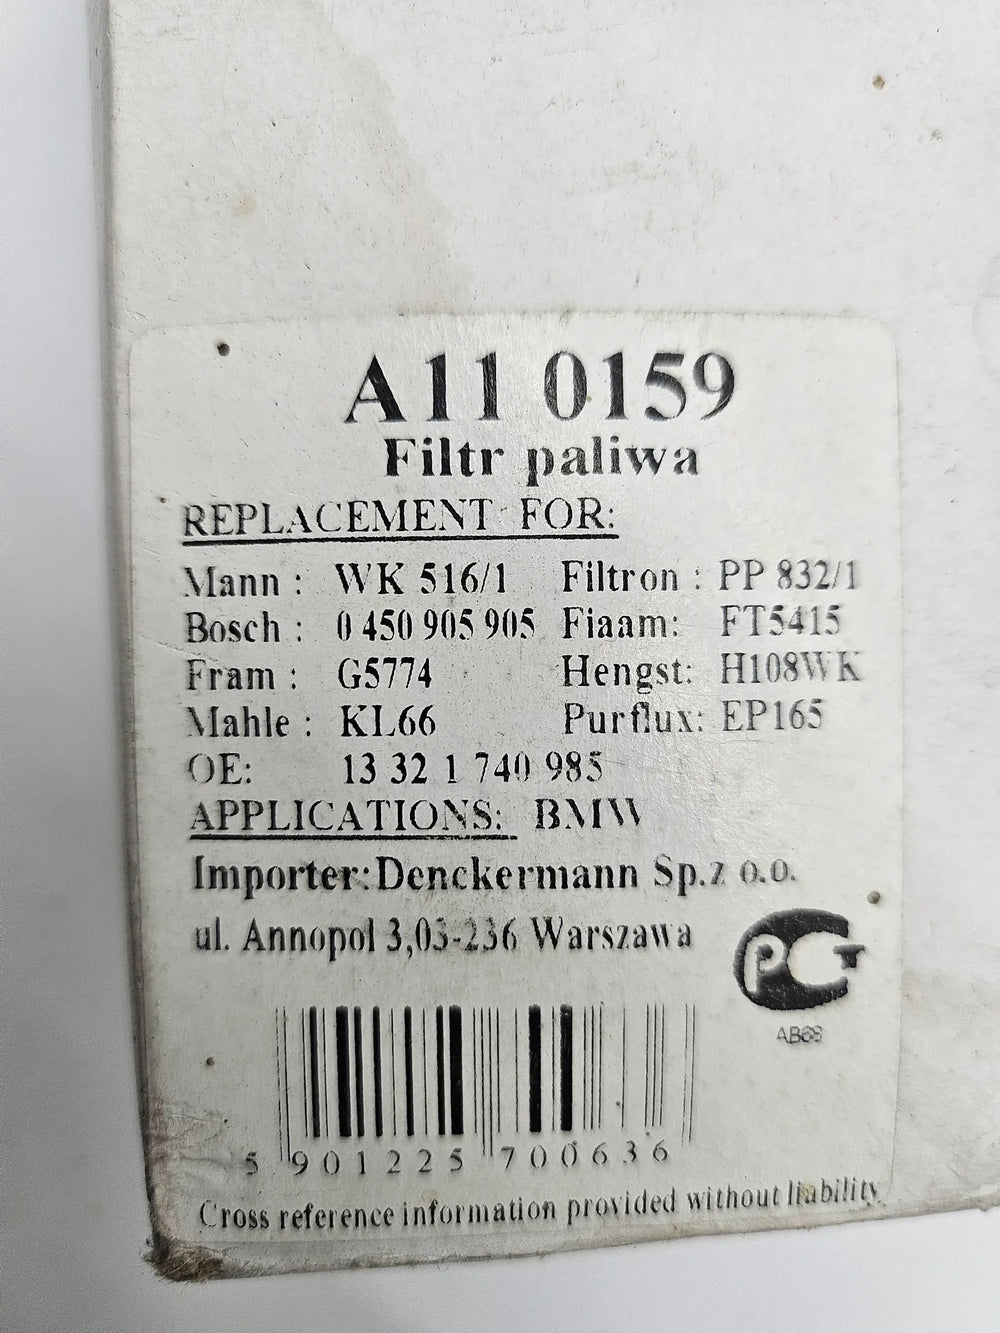 A11 0159
Filtr paliwa
REPLACEMENT FOR:
Mann : WK 516/1 Filtron : PP 832/1
Bosch : 0 450 905 905 Fiaam: FT5415
Fram : G5774 Hengst: H108WK
Mahle : KL66 Purflux: EP165
OE: 13 32 1 740 985
APPLICATIONS: BMW
Importer:Denckermann Sp.z o.o.
ul. Annopol 3,03-236 Warszawa
РСТ
АВ68
5 901225 700636
Cross reference information provided without liability